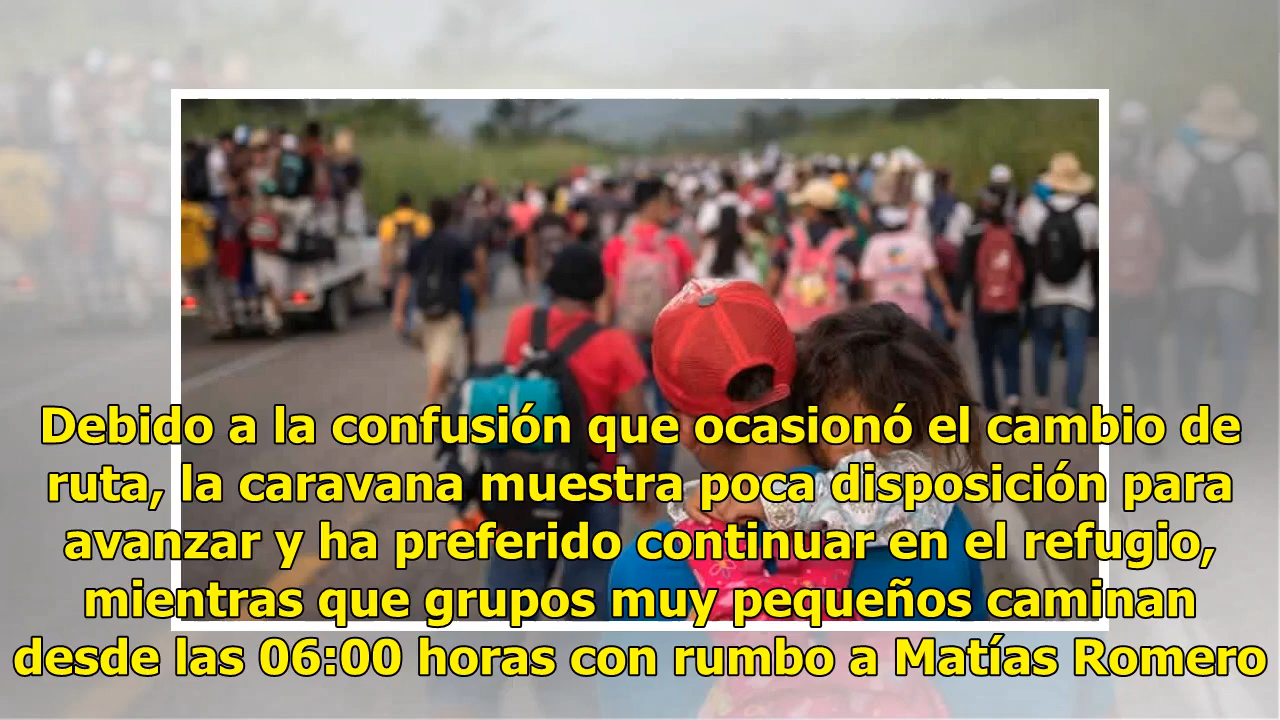 Debido a la confusión que ocasionó el cambio de
ruta, la caravana muestra poca disposición para
avanzar y ha preferido continuar en el refugio,
mientras que grupos muy pequeños caminan
desde las 06:00 horas con rumbo a Matías Romero